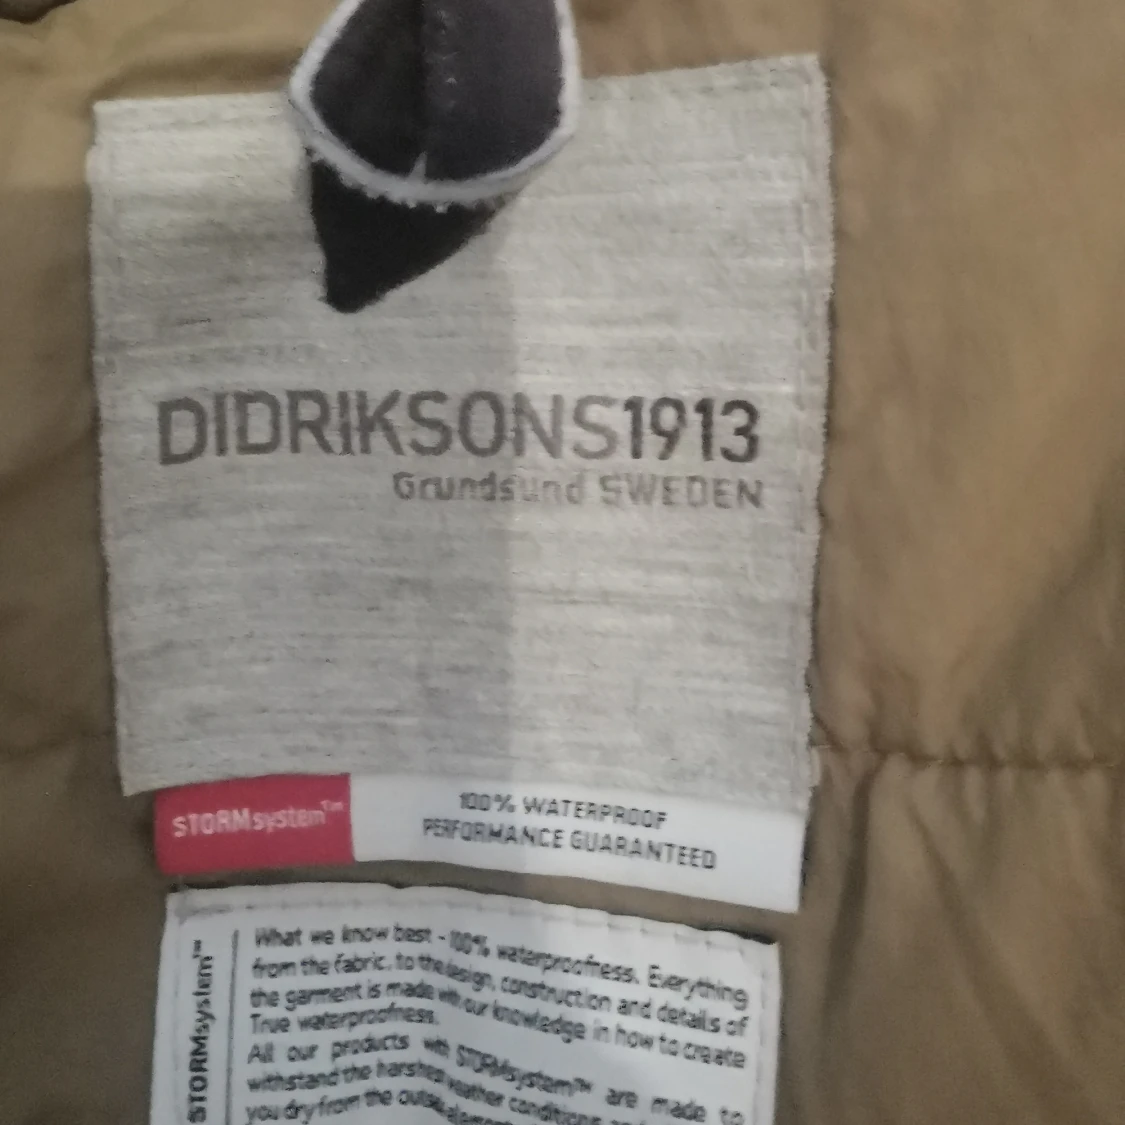 DIDRIKSONS1913
Grundsund SWEDEN
STORMsystem™
100% WATERPROOF
PERFORMANCE GUARANTEED
STORMsystem™
What we know best - 100% waterproofness. Everything
from the fabric, to the design, construction and details of
the garment is made with our knowledge in how to create
True waterproofness.
All our products with STORMsystem™ are made to
withstand the harshest weather conditions
you dry from the outside